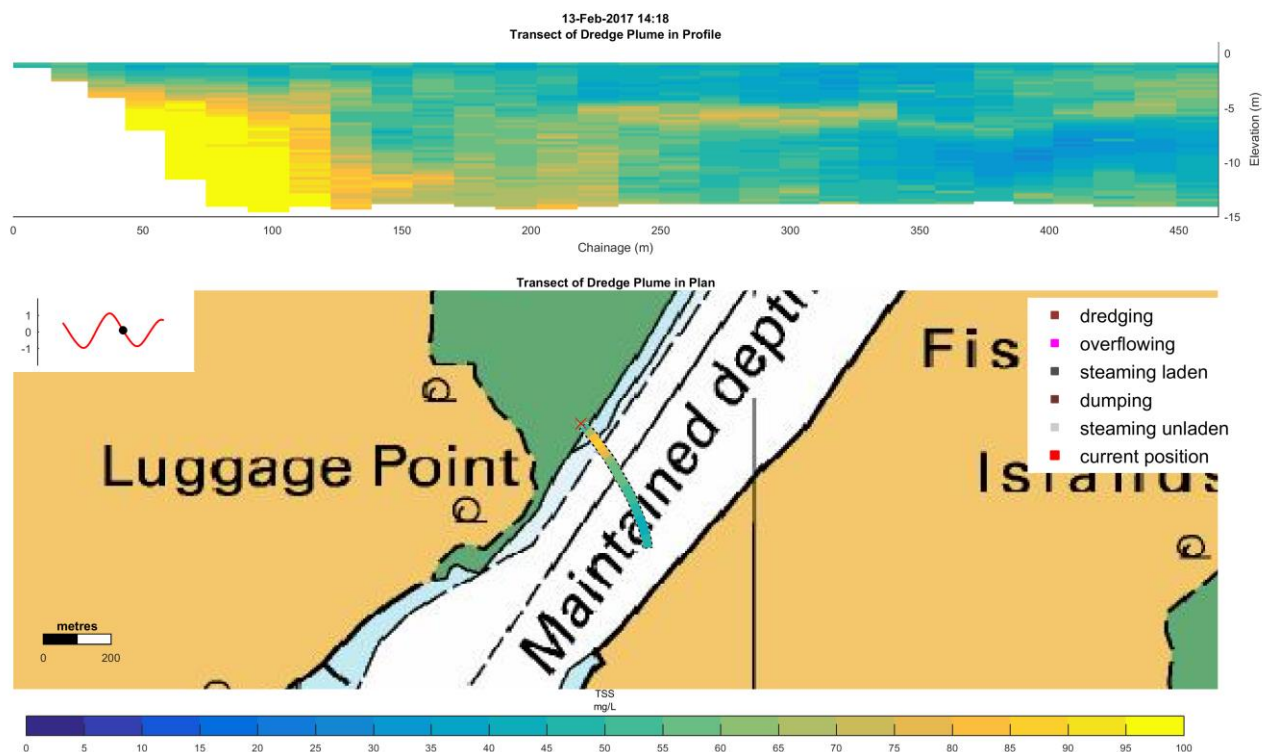 13-Feb-2017 14:18
Transect of Dredge Plume in Profile
0
-5
-10
-15
Elevation (m)
0 50 100 150 200 250 300 350 400 450
Chainage (m)
Transect of Dredge Plume in Plan
1
0
-1
dredging
overflowing
steaming laden
dumping
steaming unladen
current position
Fis
Luggage Point
Islands
Maintained depth
metres
0 200
TSS
mg/L
0 5 10 15 20 25 30 35 40 45 50 55 60 65 70 75 80 85 90 95 100